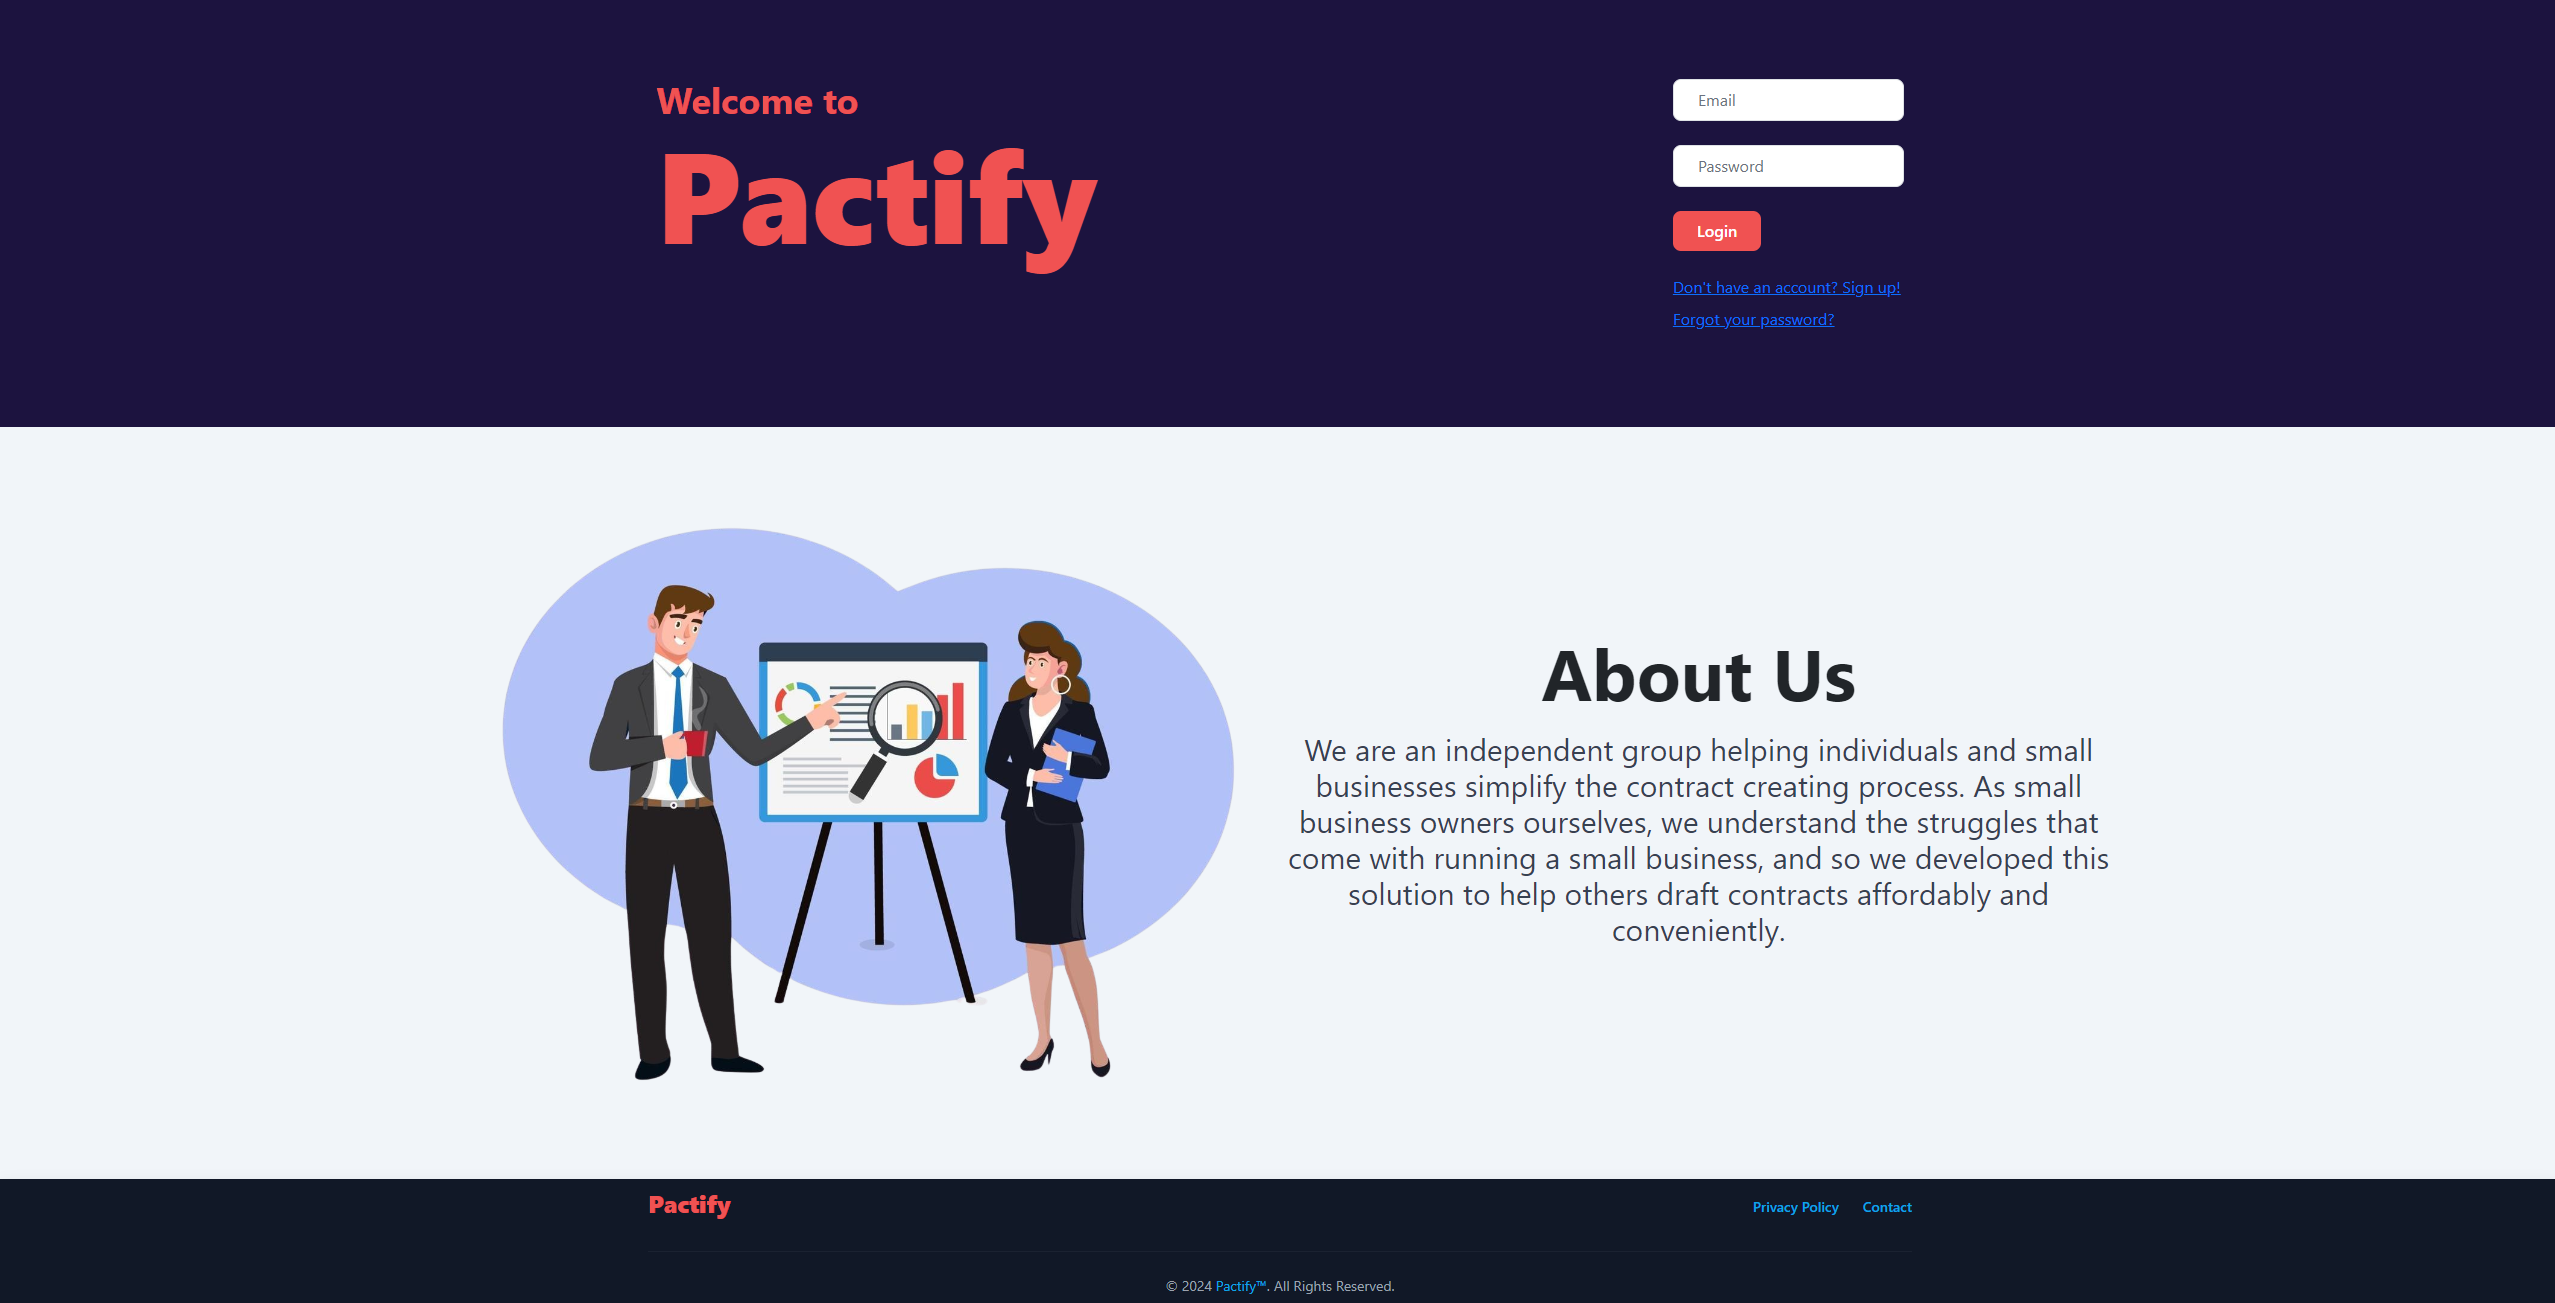 Welcome to
Pactify
Email
Password
Login
Don't have an account? Sign up!
Forgot your password?
About Us
We are an independent group helping individuals and small
businesses simplify the contract creating process. As small
business owners ourselves, we understand the struggles that
come with running a small business, and so we developed this
solution to help others draft contracts affordably and
conveniently.
Pactify
Privacy Policy
Contact
© 2024 Pactify™. All Rights Reserved.